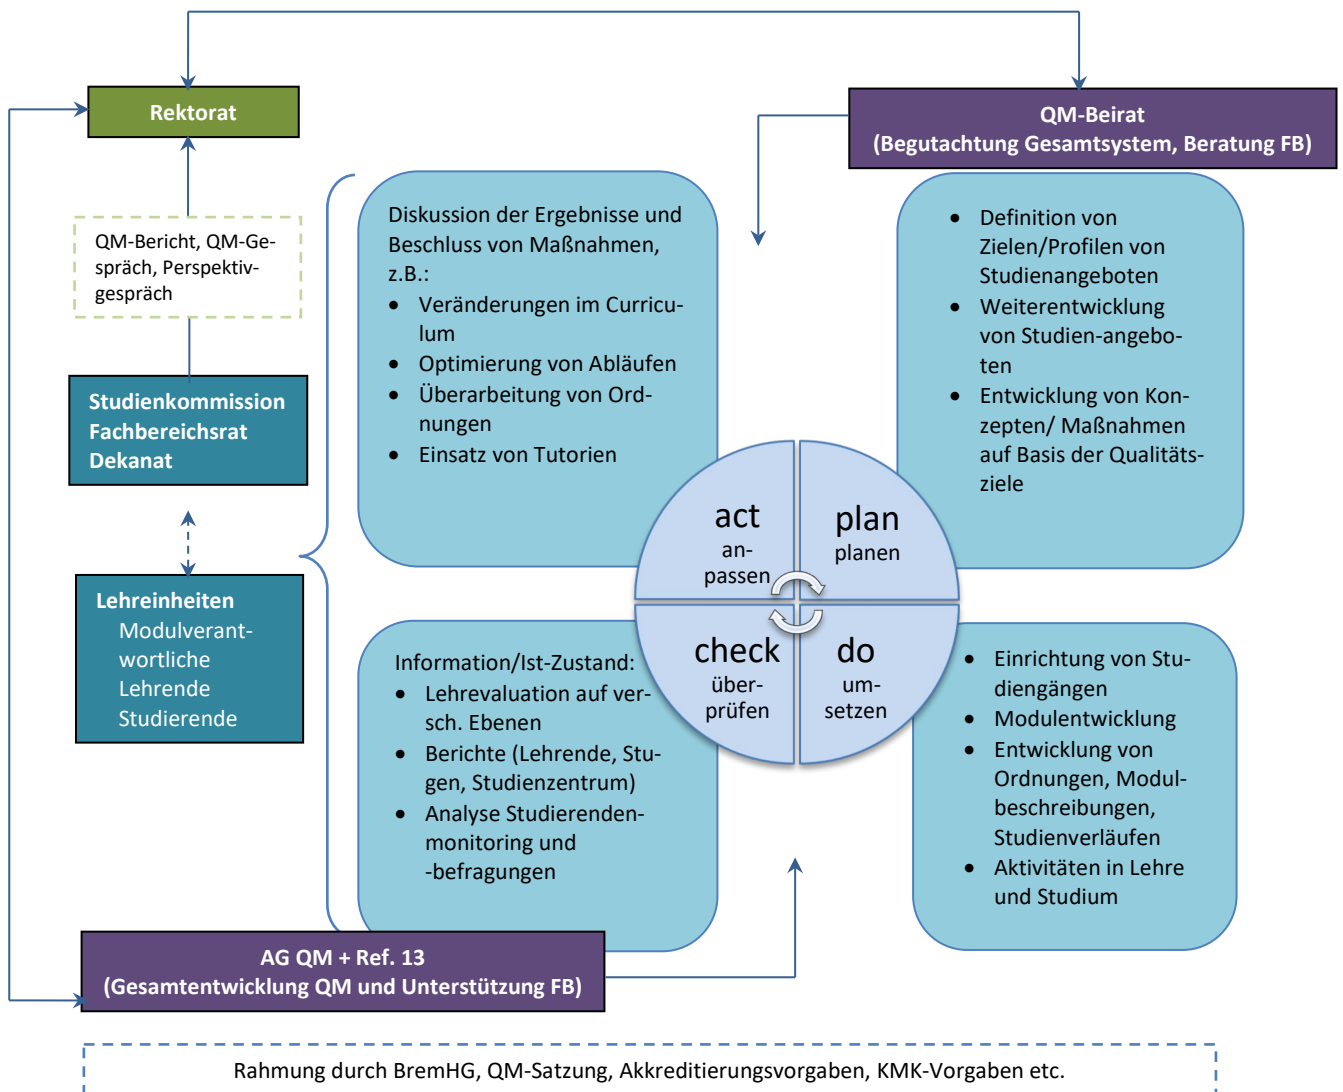 Rektorat
QM-Beirat
(Begutachtung Gesamtsystem, Beratung FB)
QM-Bericht, QM-Ge-
spräch, Perspektiv-
gespräch
Studienkommission
Fachbereichsrat
Dekanat
Lehreinheiten
Modulverant-
wortliche
Lehrende
Studierende
Diskussion der Ergebnisse und
Beschluss von Maßnahmen,
z.B.:
• Veränderungen im Curricu-
lum
• Optimierung von Abläufen
• Überarbeitung von Ord-
nungen
• Einsatz von Tutorien
• Definition von
Zielen/Profilen von
Studienangeboten
• Weiterentwicklung
von Studien-angebo-
ten
• Entwicklung von Kon-
zepten/ Maßnahmen
auf Basis der Qualitäts-
ziele
act
an-
passen
plan
planen
check
über-
prüfen
do
um-
setzen
Information/Ist-Zustand:
• Lehrevaluation auf ver-
sch. Ebenen
• Berichte (Lehrende, Stu-
gen, Studienzentrum)
• Analyse Studierenden-
monitoring und
-befragungen
• Einrichtung von Stu-
diengängen
• Modulentwicklung
• Entwicklung von
Ordnungen, Modul-
beschreibungen,
Studienverläufen
• Aktivitäten in Lehre
und Studium
AG QM + Ref. 13
(Gesamtentwicklung QM und Unterstützung FB)
Rahmung durch BremHG, QM-Satzung, Akkreditierungsvorgaben, KMK-Vorgaben etc.